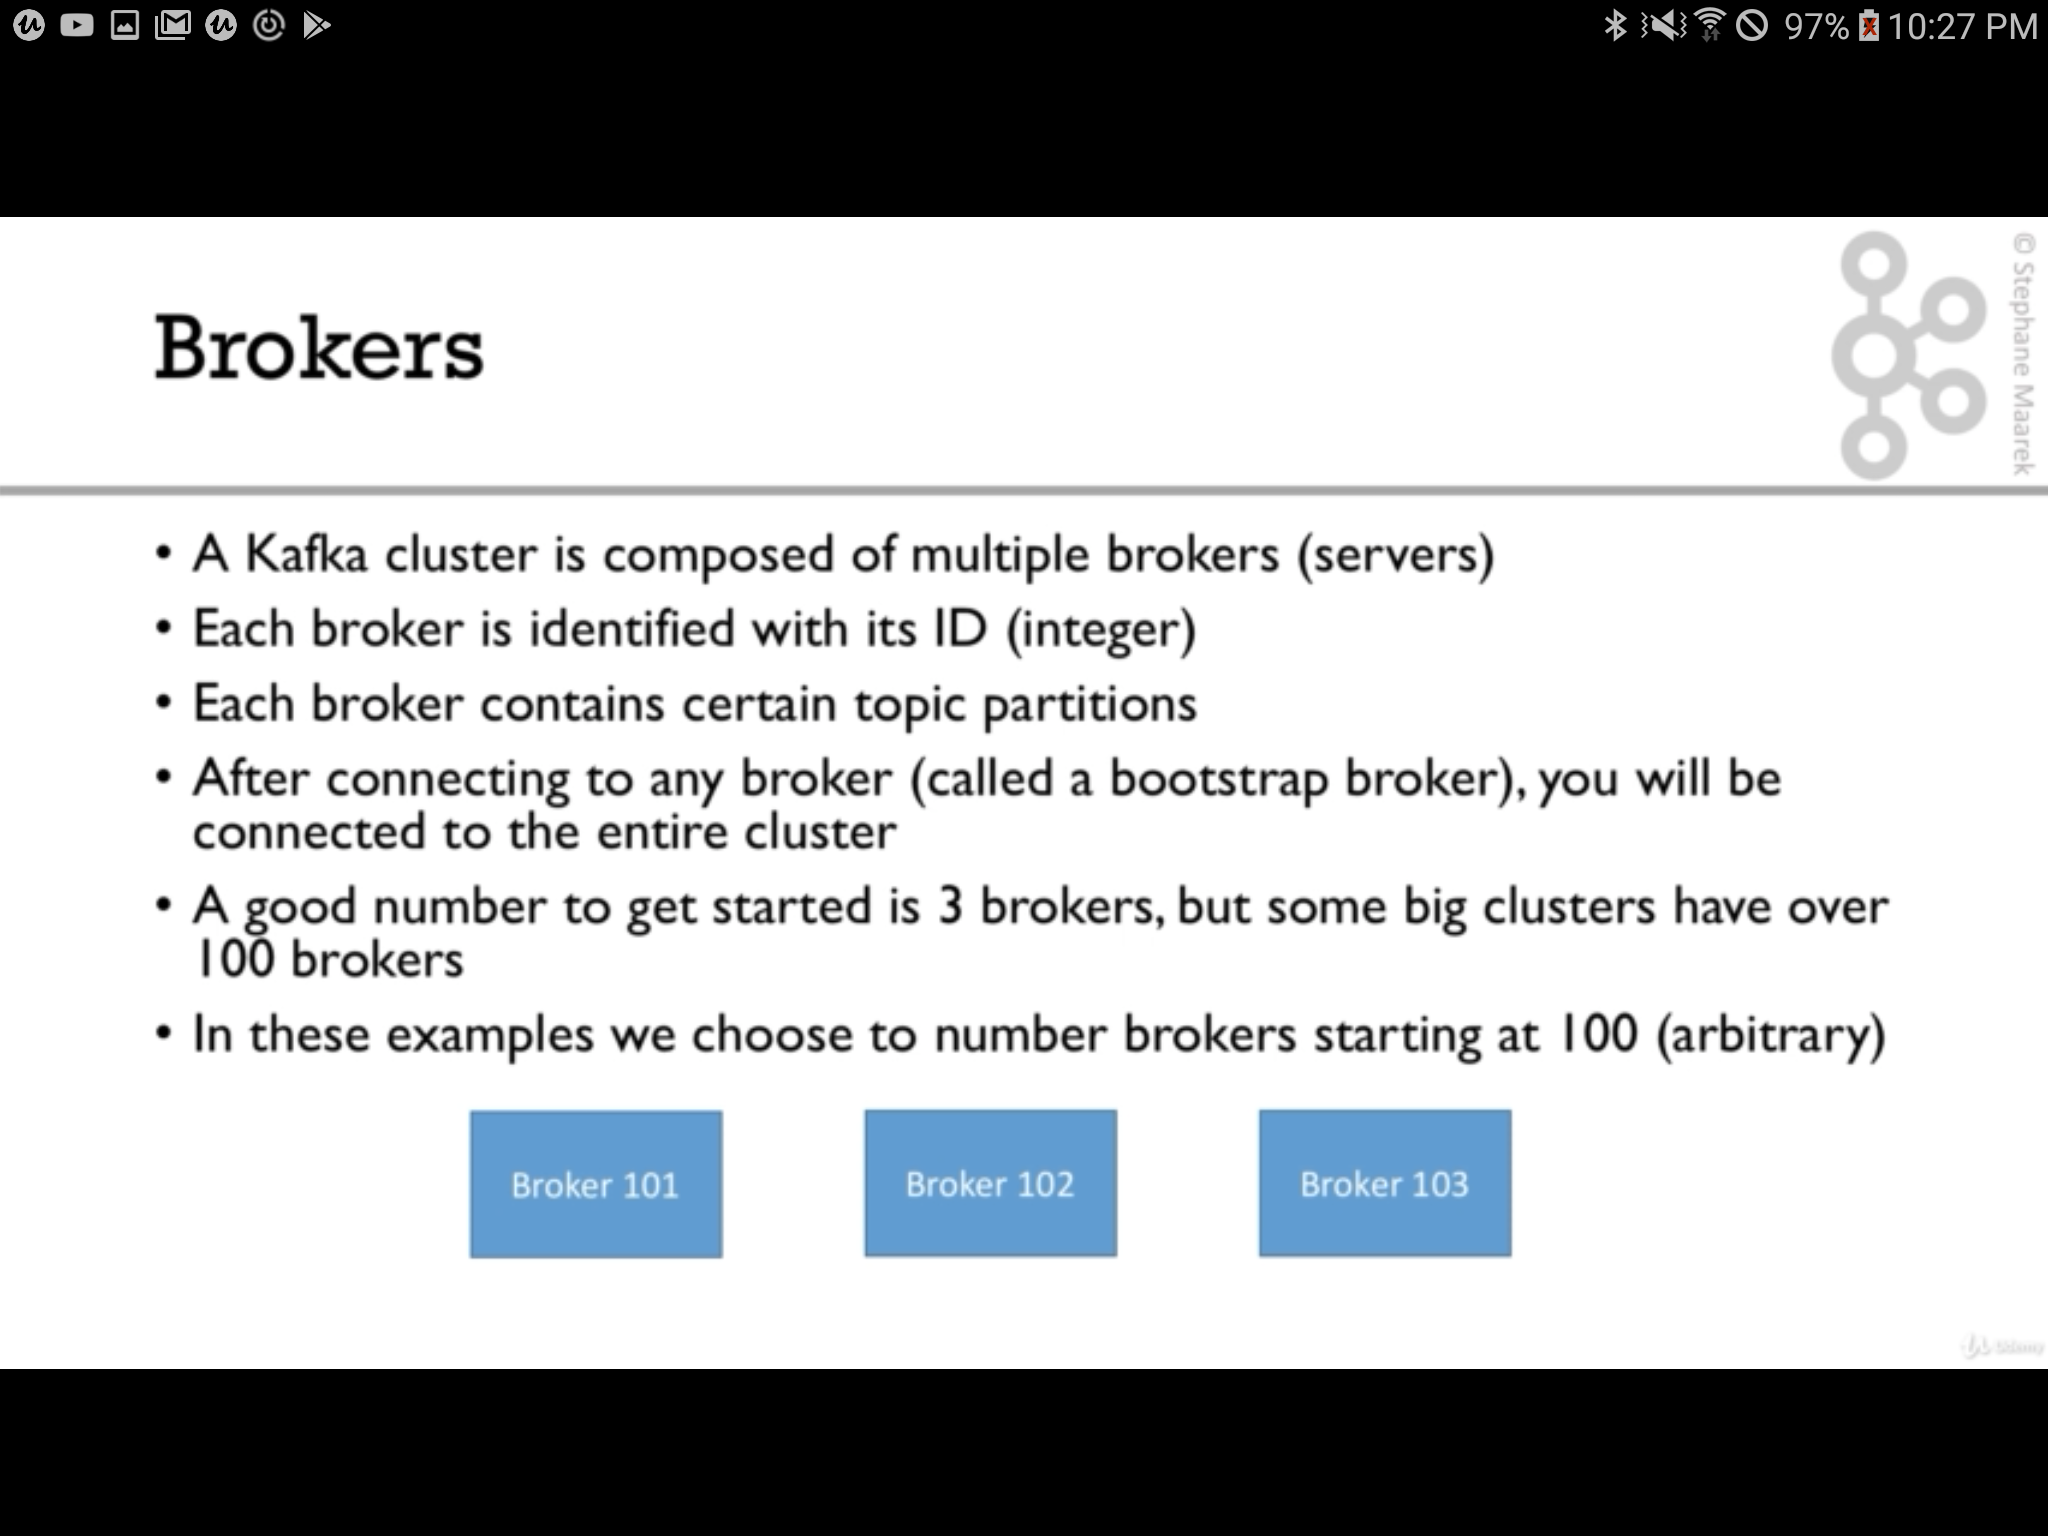 97% 10:27 PM
© Stephane Maarek
Brokers
• A Kafka cluster is composed of multiple brokers (servers)
• Each broker is identified with its ID (integer)
• Each broker contains certain topic partitions
• After connecting to any broker (called a bootstrap broker), you will be
connected to the entire cluster
• A good number to get started is 3 brokers, but some big clusters have over
100 brokers
• In these examples we choose to number brokers starting at 100 (arbitrary)
Broker 101
Broker 102
Broker 103
Udemy